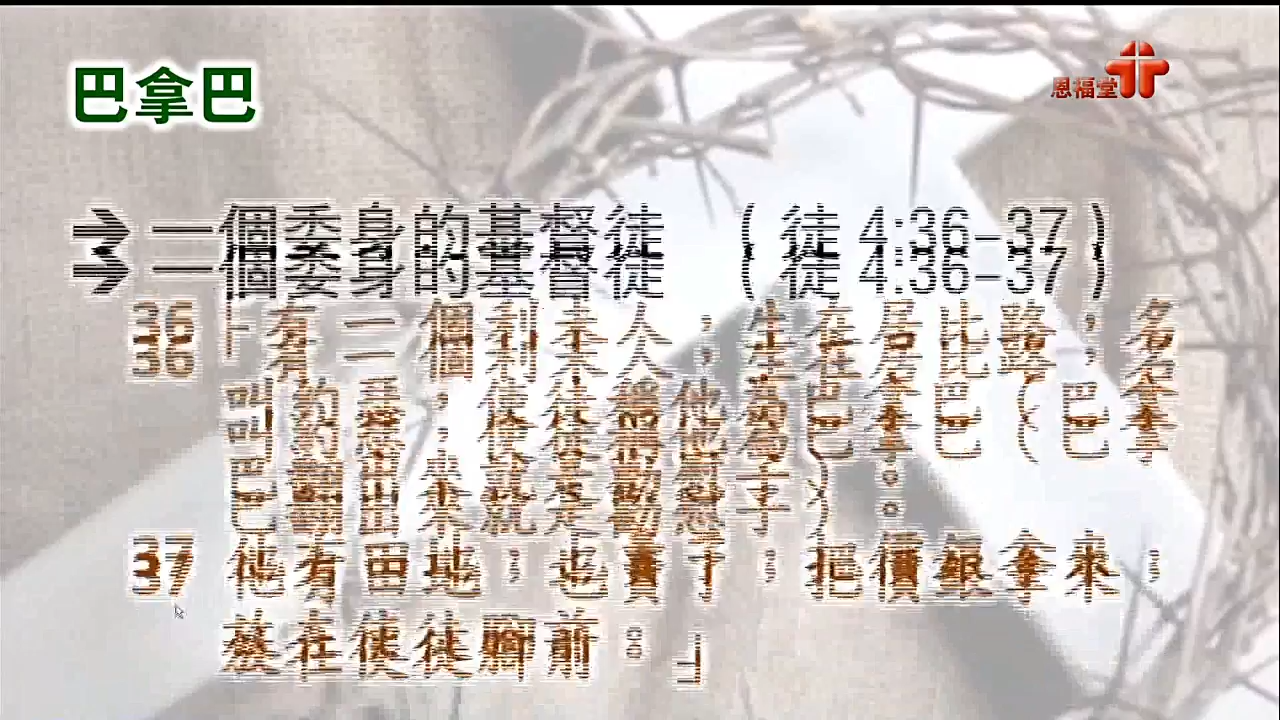 巴拿巴
恩福堂
➔ 一個委身的基督徒 （徒 4:36-37）
36 「有一個利未人，生在居比路，名
叫約瑟，使徒稱他為巴拿巴（巴拿
巴翻出來就是勸慰子）。
37 他有田地，也賣了，把價銀拿來，
放在使徒腳前。」